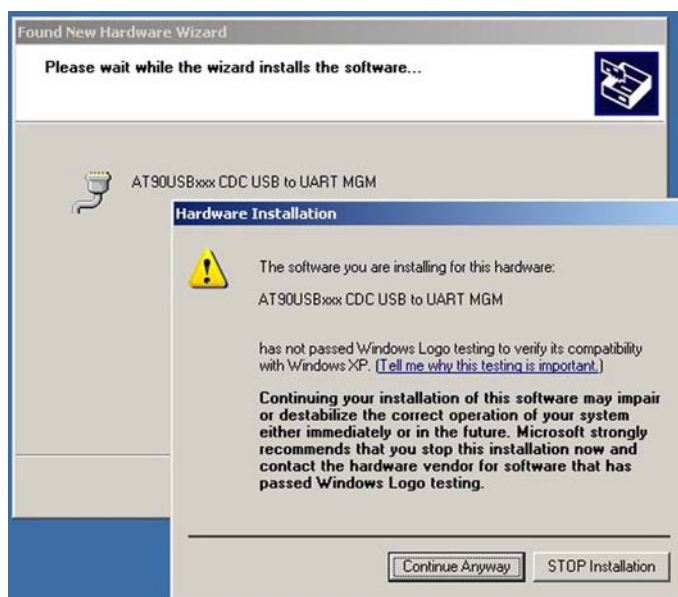 Found New Hardware Wizard
Please wait while the wizard installs the software...
AT90USBxxx CDC USB to UART MGM
Hardware Installation
The software you are installing for this hardware:
AT90USBxxx CDC USB to UART MGM
has not passed Windows Logo testing to verify its compatibility
with Windows XP. (Tell me why this testing is important.)
Continuing your installation of this software may impair
or destabilize the correct operation of your system
either immediately or in the future. Microsoft strongly
recommends that you stop this installation now and
contact the hardware vendor for software that has
passed Windows Logo testing.
Continue Anyway
STOP Installation